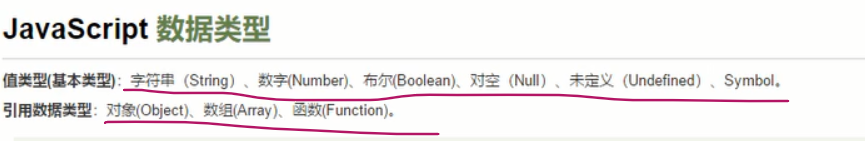 JavaScript 数据类型
值类型(基本类型)：字符串（String）、数字(Number)、布尔(Boolean)、对空（Null）、未定义（Undefined）、Symbol。
引用数据类型：对象(Object)、数组(Array)、函数(Function)。